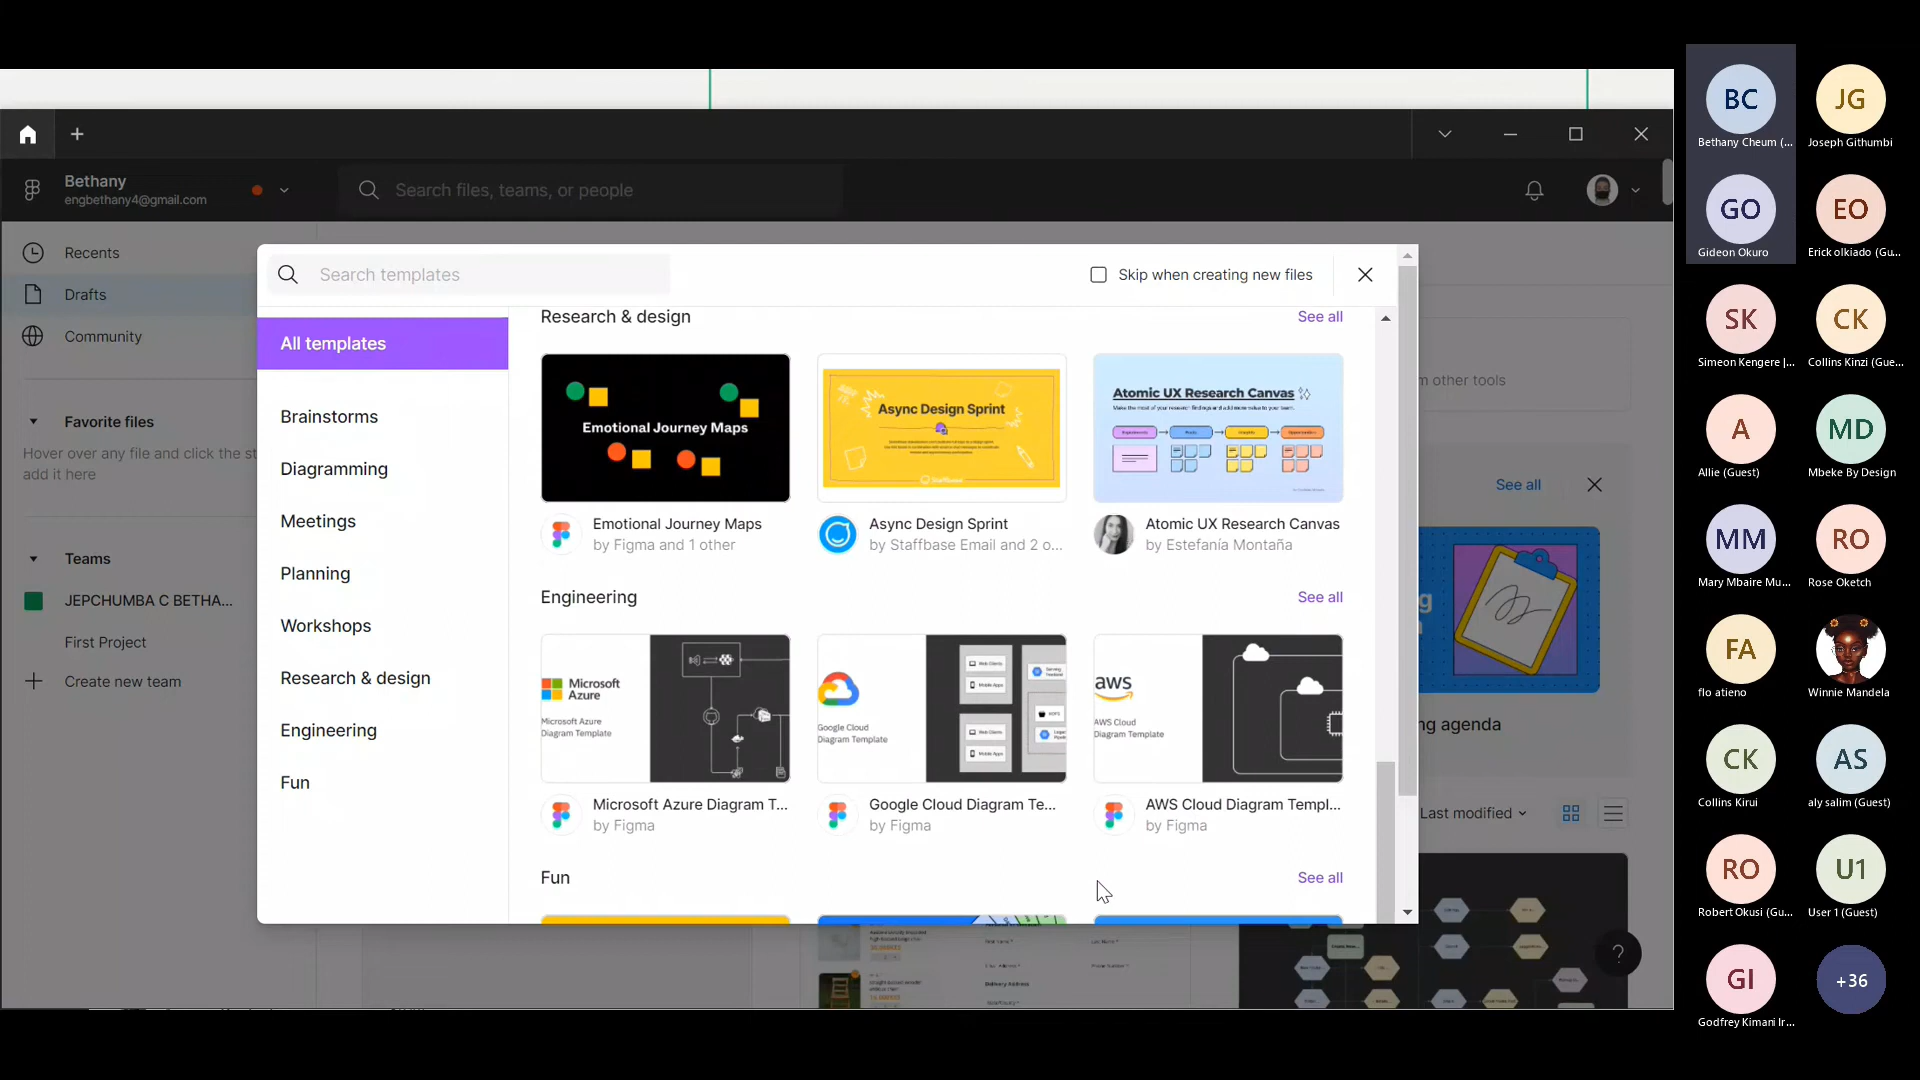 Bethany
engbethany4@gmail.com
Search files, teams, or people
Recents
Drafts
Community
Favorite files
Hover over any file and click the st
add it here
Teams
JEPCHUMBA C BETHA...
First Project
Create new team
Search templates
Skip when creating new files
All templates
Brainstorms
Diagramming
Meetings
Planning
Workshops
Research & design
Engineering
Fun
Research & design
See all
Emotional Journey Maps
Async Design Sprint
Atomic UX Research Canvas
Emotional Journey Maps
by Figma and 1 other
Async Design Sprint
by Staffbase Email and 2 o...
Atomic UX Research Canvas
by Estefanía Montaña
Engineering
See all
Microsoft
Azure
Microsoft Azure
Diagram Template
Google Cloud
Diagram Template
Web Clients
Mobile Apps
Web Clients
Mobile Apps
aws
AWS Cloud
Diagram Template
Microsoft Azure Diagram T...
by Figma
Google Cloud Diagram Te...
by Figma
AWS Cloud Diagram Templ...
by Figma
Fun
See all
m other tools
See all
ng agenda
Last modified
Delivery Address
?
BC
Bethany Cheum (...
JG
Joseph Githumbi
GO
Gideon Okuro
EO
Erick olkiado (Gu...
SK
Simeon Kengere |...
CK
Collins Kinzi (Gue...
A
Allie (Guest)
MD
Mbeke By Design
MM
Mary Mbaire Mu...
RO
Rose Oketch
FA
flo atieno
Winnie Mandela
CK
Collins Kirui
AS
aly salim (Guest)
RO
Robert Okusi (Gu...
U1
User 1 (Guest)
GI
Godfrey Kimani Ir...
+36